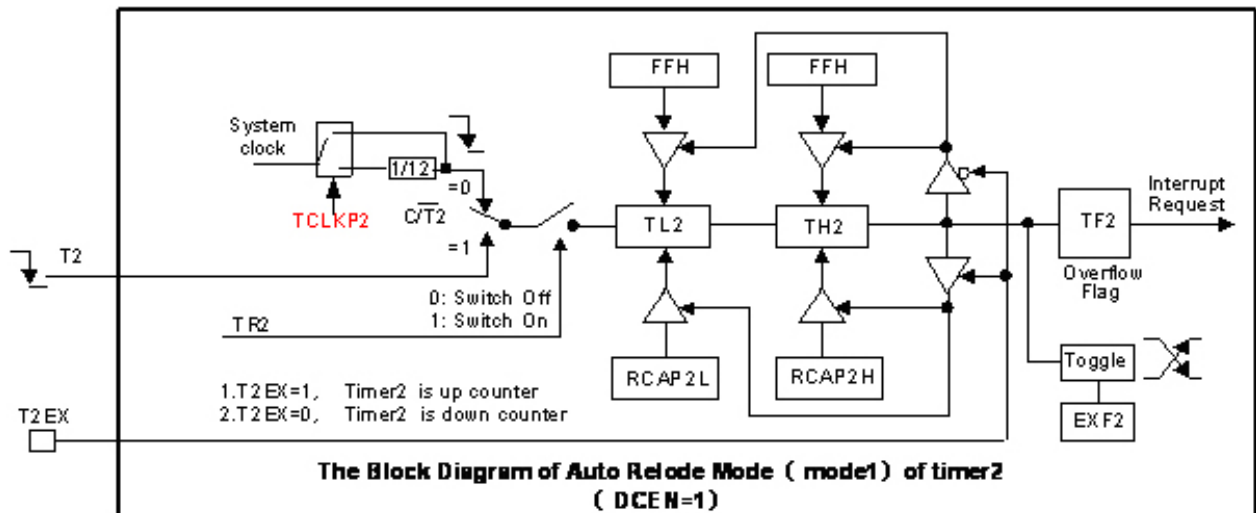 FFH
FFH
System
clock
1/12
=0
C/T2
TCLKP2
=1
T2
TL2
TH2
TF2
Interrupt
Request
Overflow
Flag
0: Switch Off
1: Switch On
TR2
RCAP2L
RCAP2H
Toggle
EXF2
1.T2EX=1, Timer2 is up counter
2.T2EX=0, Timer2 is down counter
T2EX
The Block Diagram of Auto Relode Mode ( mode1) of timer2
( DCEN=1)